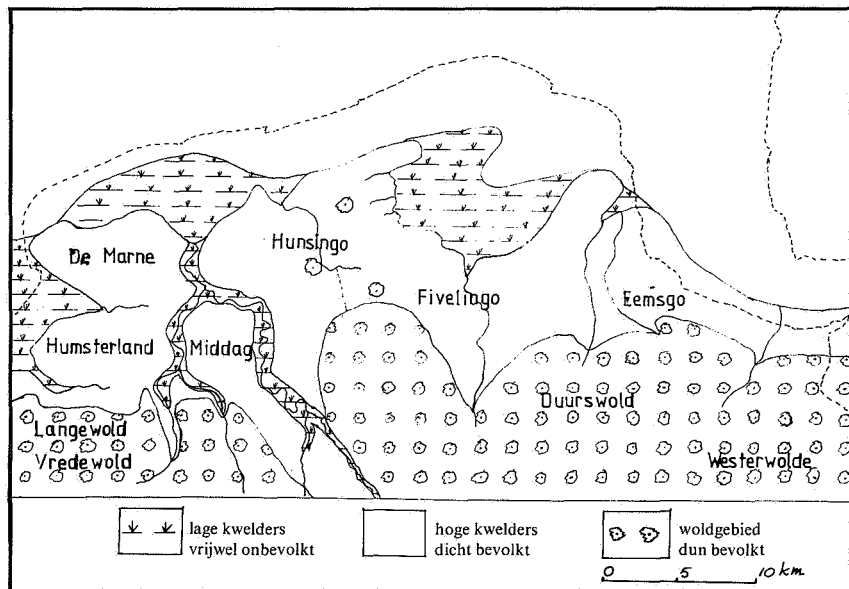 De Marne
Hunsingo
Fivelingo
Eemsgo
Humsterland
Middag
Duurswold
Langewold
Vredewold
Westerwolde
lage kwelders
vrijwel onbevolkt
hoge kwelders
dicht bevolkt
woldgebied
dun bevolkt
0 5 10 km